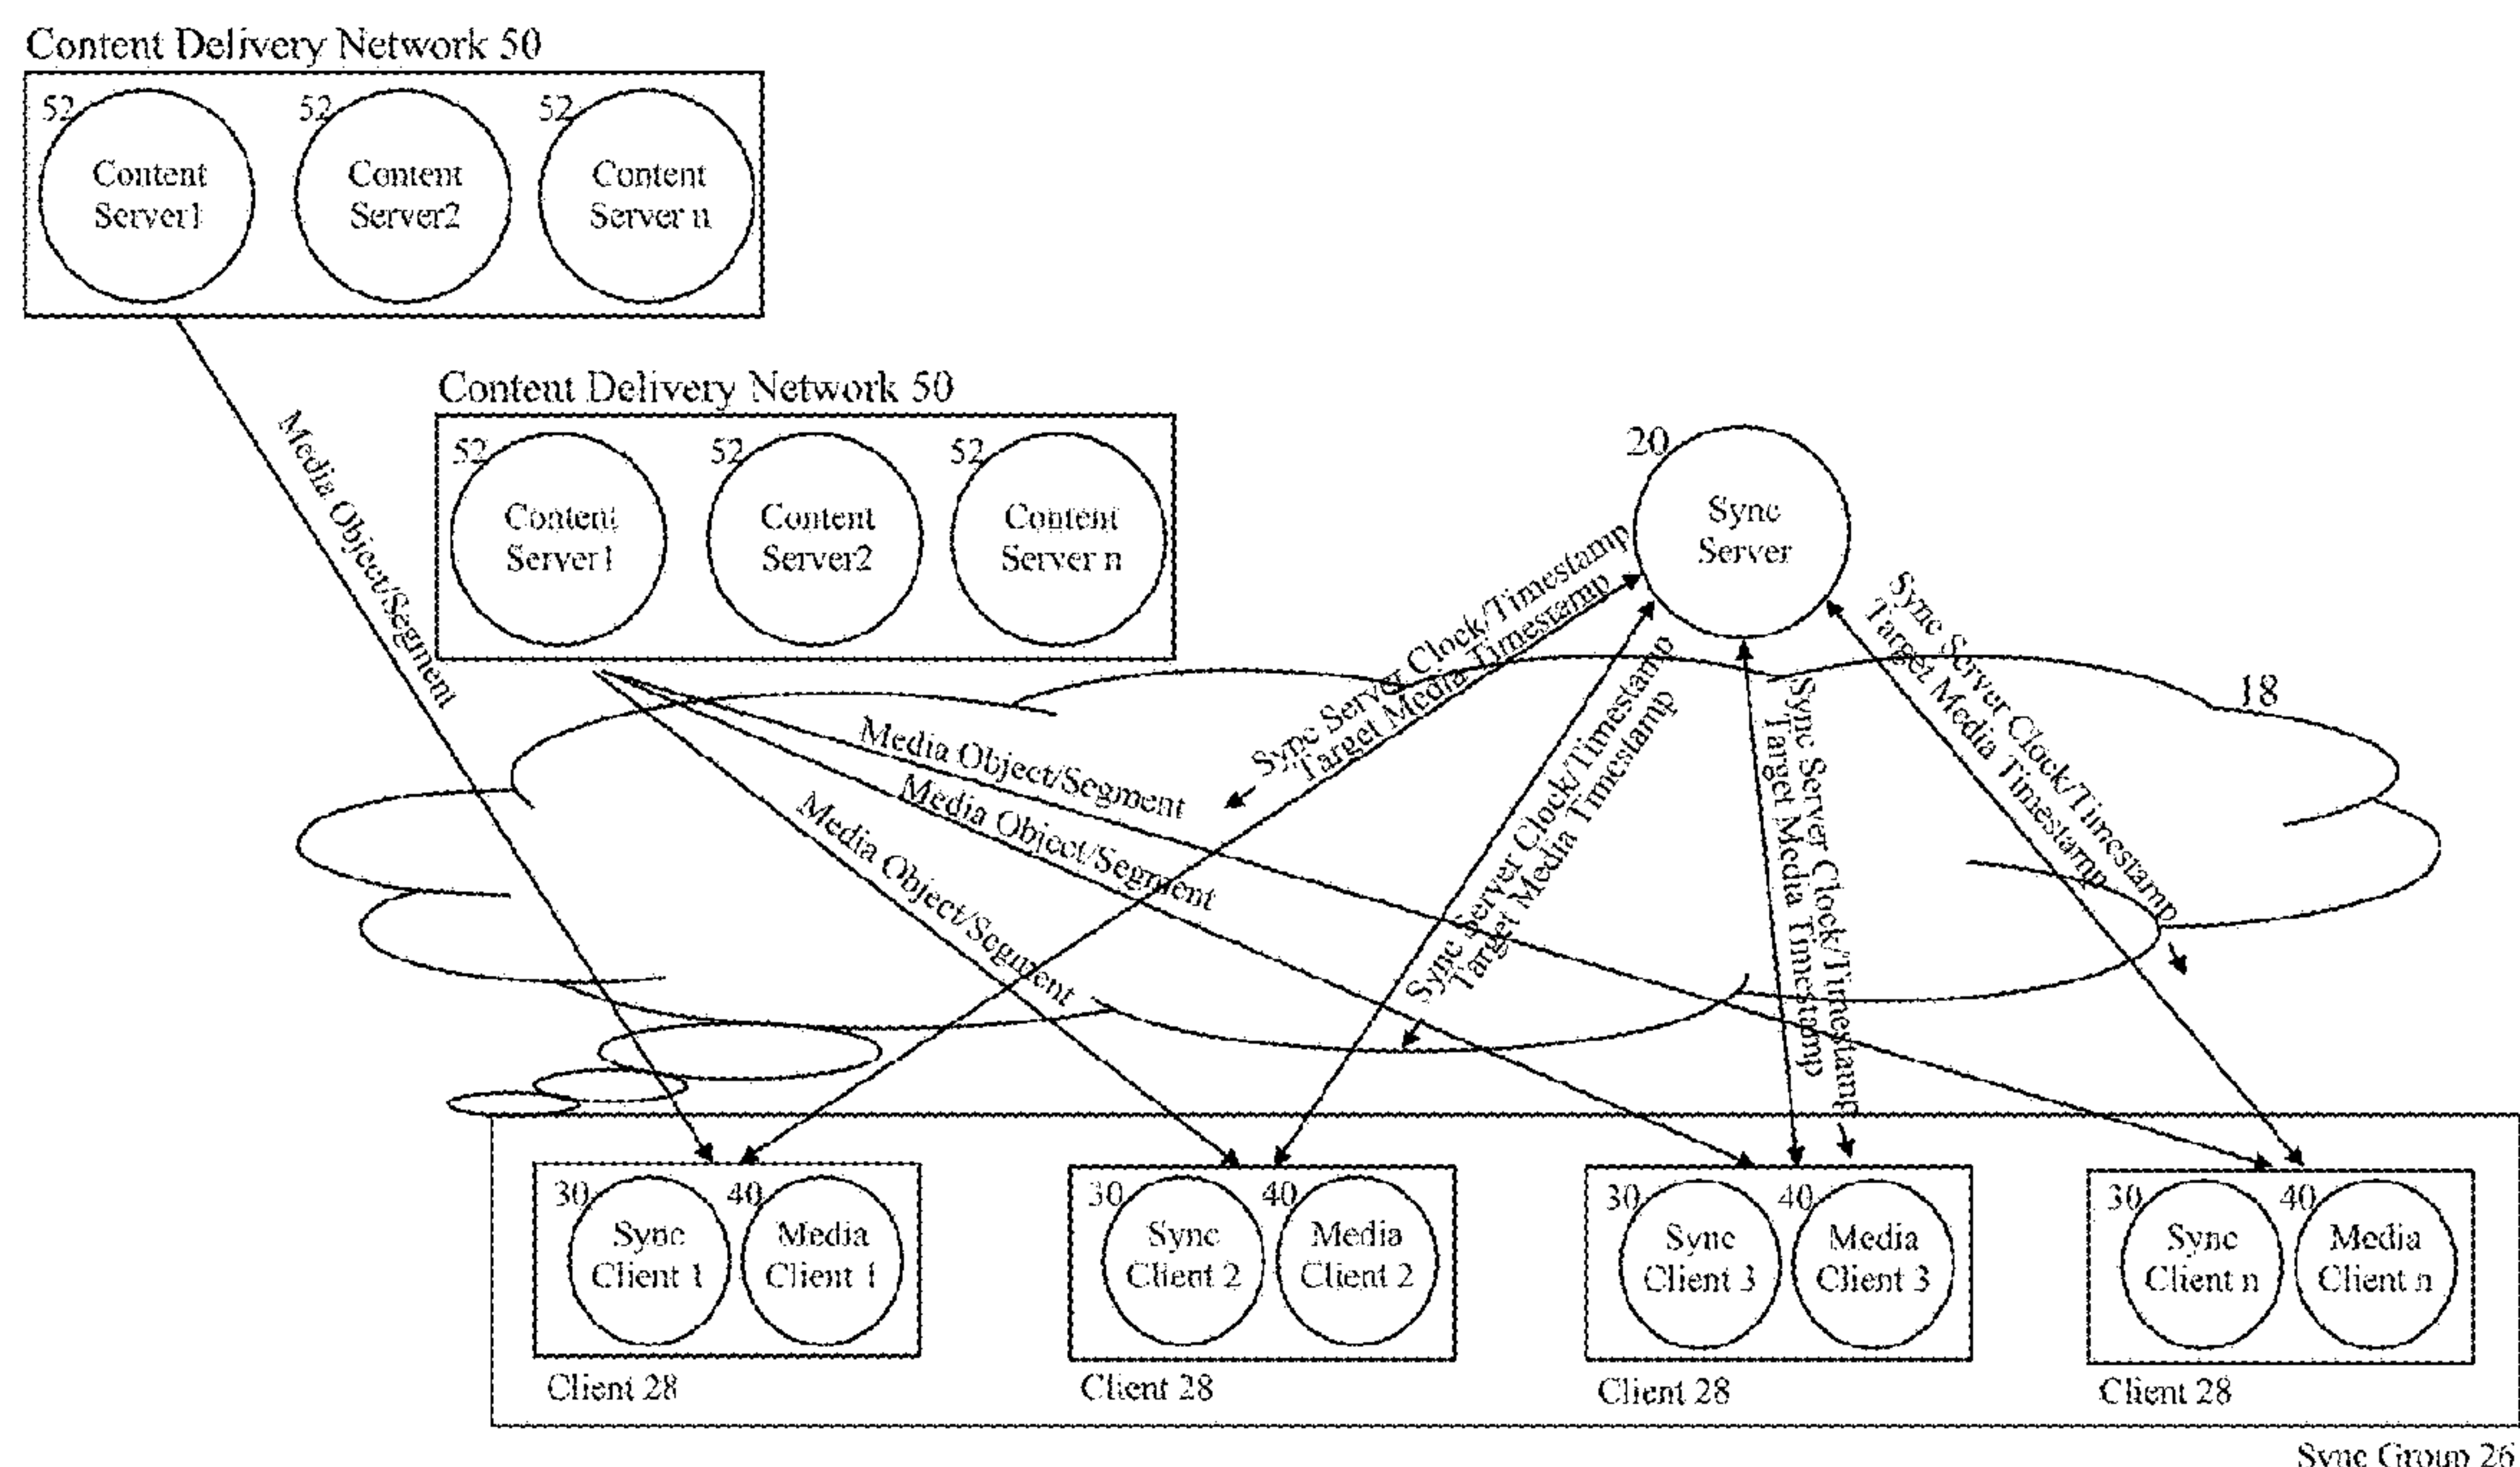 Content Delivery Network 50
52
52
52
Content
Server1
Content
Server2
Content
Server n
Media Object/Segment
Content Delivery Network 50
52
52
52
Content
Server1
Content
Server2
Content
Server n
20
Sync
Server
Sync Server Clock/Timestamp
Target Media Timestamp
Sync Server Clock/Timestamp
Target Media Timestamp
Sync Server Clock/Timestamp
Target Media Timestamp
Sync Server Clock/Timestamp
Target Media Timestamp
18
Media Object/Segment
Media Object/Segment
Media Object/Segment
30
Sync
Client 1
40
Media
Client 1
Client 28
30
Sync
Client 2
40
Media
Client 2
Client 28
30
Sync
Client 3
40
Media
Client 3
Client 28
30
Sync
Client n
40
Media
Client n
Client 28
Sync Group 26